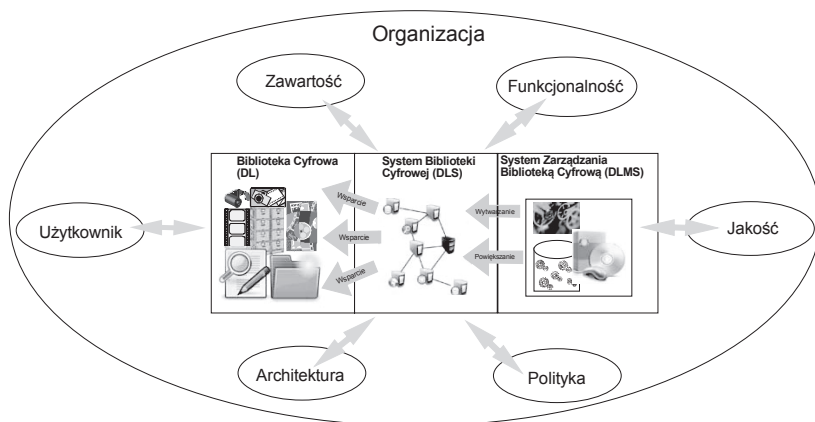 Organizacja
Zawartość
Funkcjonalność
Biblioteka Cyfrowa
(DL)
System Biblioteki
Cyfrowej (DLS)
System Zarządzania
Biblioteką Cyfrową (DLMS)
Wsparcie
Wsparcie
Wsparcie
Wytwarzanie
Powiększanie
Użytkownik
Jakość
Architektura
Polityka